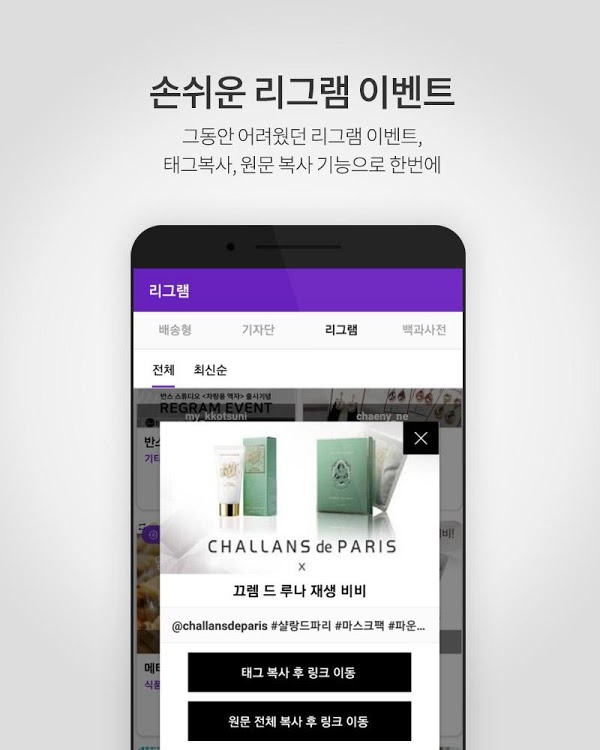 손쉬운 리그램 이벤트
그동안 어려웠던 리그램 이벤트,
태그복사, 원문 복사 기능으로 한번에
리그램
배송형 기자단 리그램 백과사전
전체 최신순
반스 스튜디오 <차량용 액자> 출시기념
REGRAM EVENT
my_kkotsuni chaeny_ne
반스
기타
CHALLANS de PARIS
x
끄렘 드 루나 재생 비비
@challansdeparis #샬랑드파리 #마스크팩 #파운...
메타
식품
태그 복사 후 링크 이동
원문 전체 복사 후 링크 이동